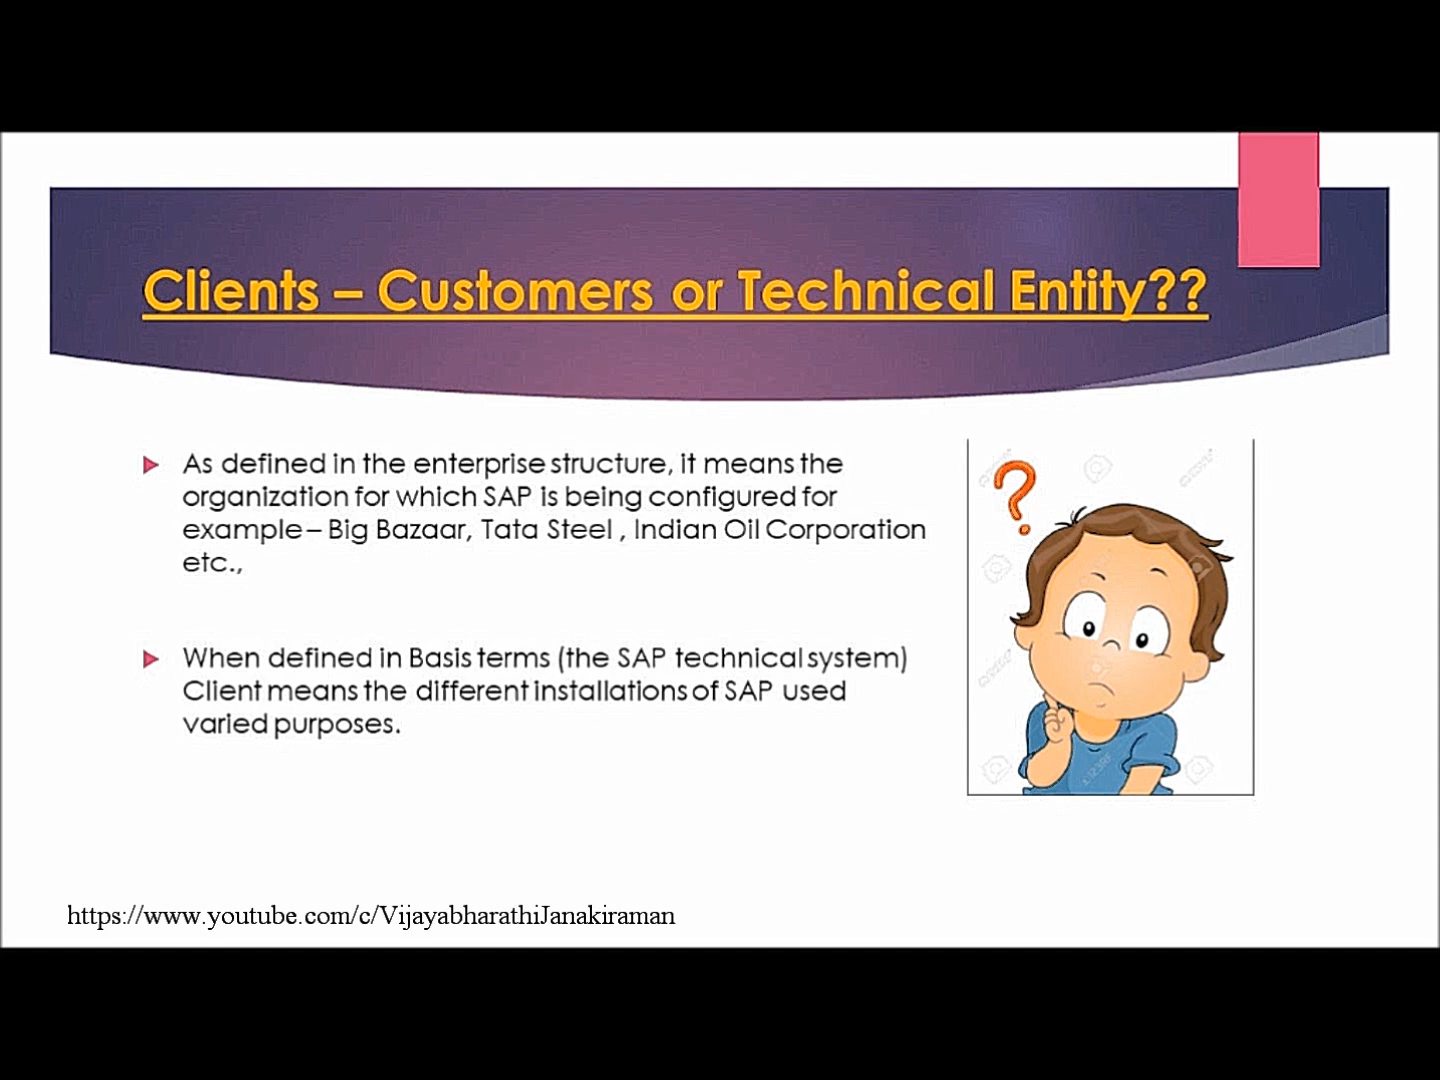 Clients – Customers or Technical Entity??
As defined in the enterprise structure, it means the
organization for which SAP is being configured for
example – Big Bazaar, Tata Steel , Indian Oil Corporation
etc.,
?
When defined in Basis terms (the SAP technical system)
Client means the different installations of SAP used
varied purposes.
123RF
https://www.youtube.com/c/VijayabharathiJanakiraman